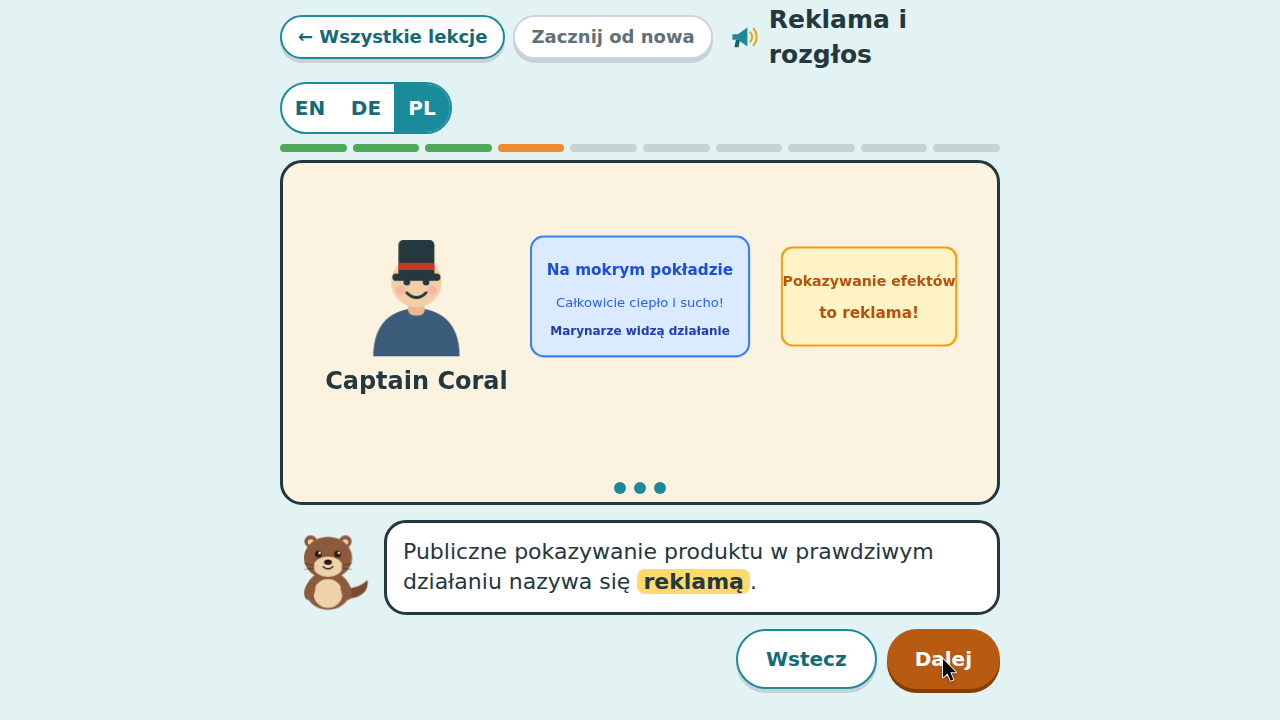 ← Wszystkie lekcje
Zacznij od nowa
Reklama i
rozgłos
EN DE PL
Na mokrym pokładzie
Całkowicie ciepło i sucho!
Marynarze widzą działanie
Pokazywanie efektów
to reklama!
Captain Coral
Publiczne pokazywanie produktu w prawdziwym
działaniu nazywa się reklamą.
Wstecz
Dalej